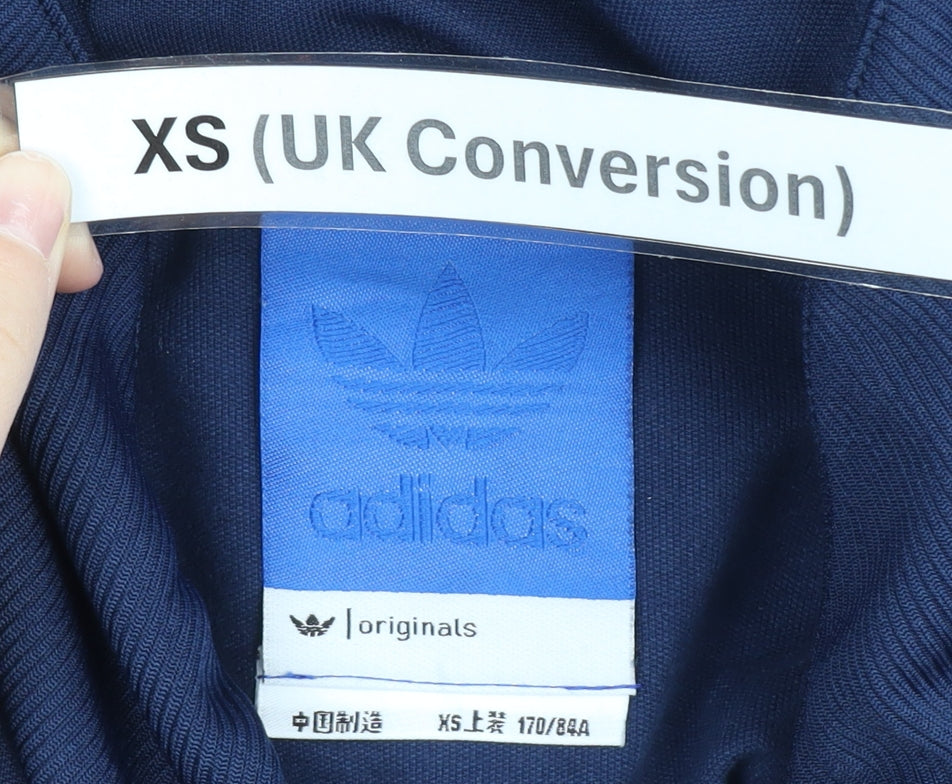 XS (UK Conversion)
adidas
originals
中国制造 XS上装 170/84A